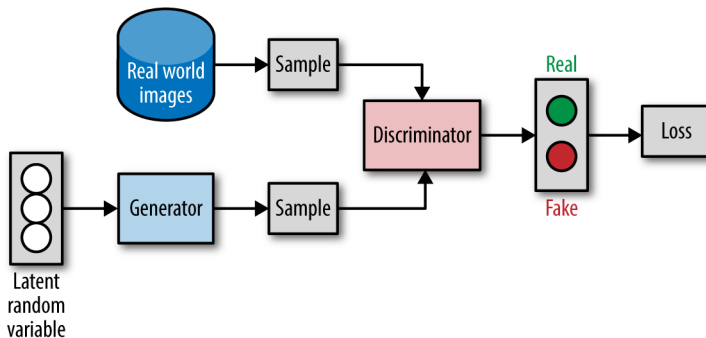 Real world
images
Sample
Real
Discriminator
Loss
Generator
Sample
Fake
Latent
random
variable